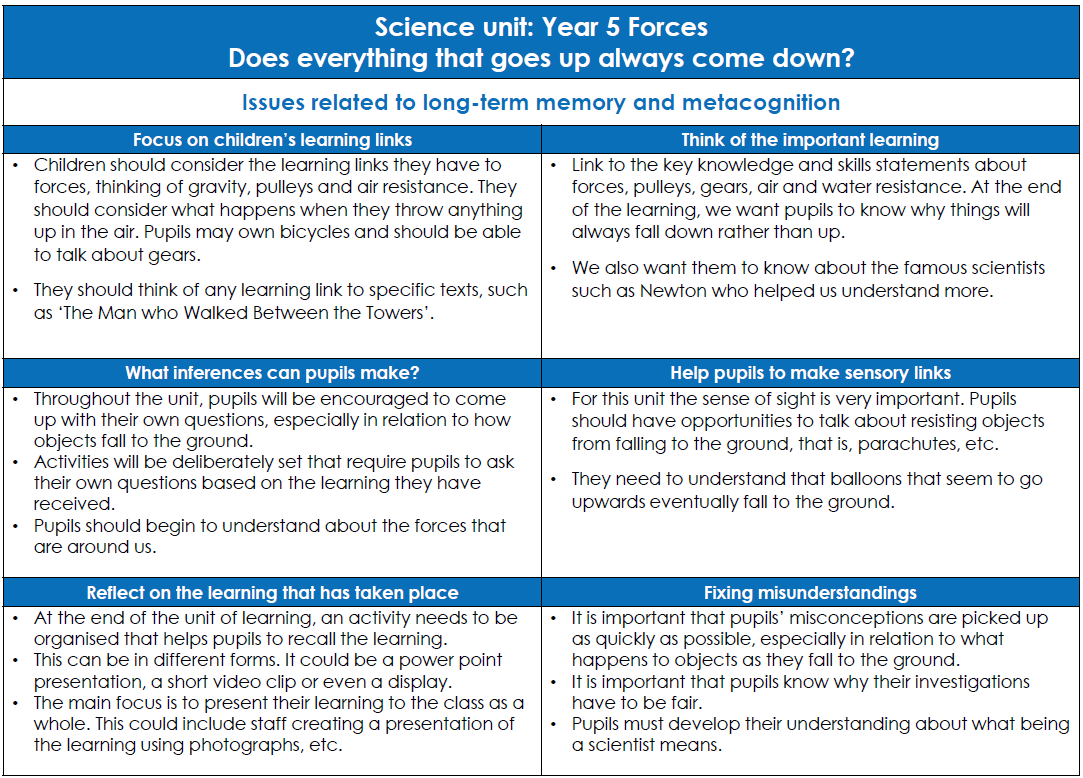 Science unit: Year 5 Forces
Does everything that goes up always come down?
Issues related to long-term memory and metacognition
Focus on children's learning links
• Children should consider the learning links they have to
forces, thinking of gravity, pulleys and air resistance. They
should consider what happens when they throw anything
up in the air. Pupils may own bicycles and should be able
to talk about gears.
• They should think of any learning link to specific texts, such
as 'The Man who Walked Between the Towers'.
Think of the important learning
• Link to the key knowledge and skills statements about
forces, pulleys, gears, air and water resistance. At the end
of the learning, we want pupils to know why things will
always fall down rather than up.
• We also want them to know about the famous scientists
such as Newton who helped us understand more.
What inferences can pupils make?
• Throughout the unit, pupils will be encouraged to come
up with their own questions, especially in relation to how
objects fall to the ground.
• Activities will be deliberately set that require pupils to ask
their own questions based on the learning they have
received.
• Pupils should begin to understand about the forces that
are around us.
Help pupils to make sensory links
• For this unit the sense of sight is very important. Pupils
should have opportunities to talk about resisting objects
from falling to the ground, that is, parachutes, etc.
• They need to understand that balloons that seem to go
upwards eventually fall to the ground.
Reflect on the learning that has taken place
• At the end of the unit of learning, an activity needs to be
organised that helps pupils to recall the learning.
• This can be in different forms. It could be a power point
presentation, a short video clip or even a display.
• The main focus is to present their learning to the class as a
whole. This could include staff creating a presentation of
the learning using photographs, etc.
Fixing misunderstandings
• It is important that pupils' misconceptions are picked up
as quickly as possible, especially in relation to what
happens to objects as they fall to the ground.
• It is important that pupils know why their investigations
have to be fair.
• Pupils must develop their understanding about what being
a scientist means.